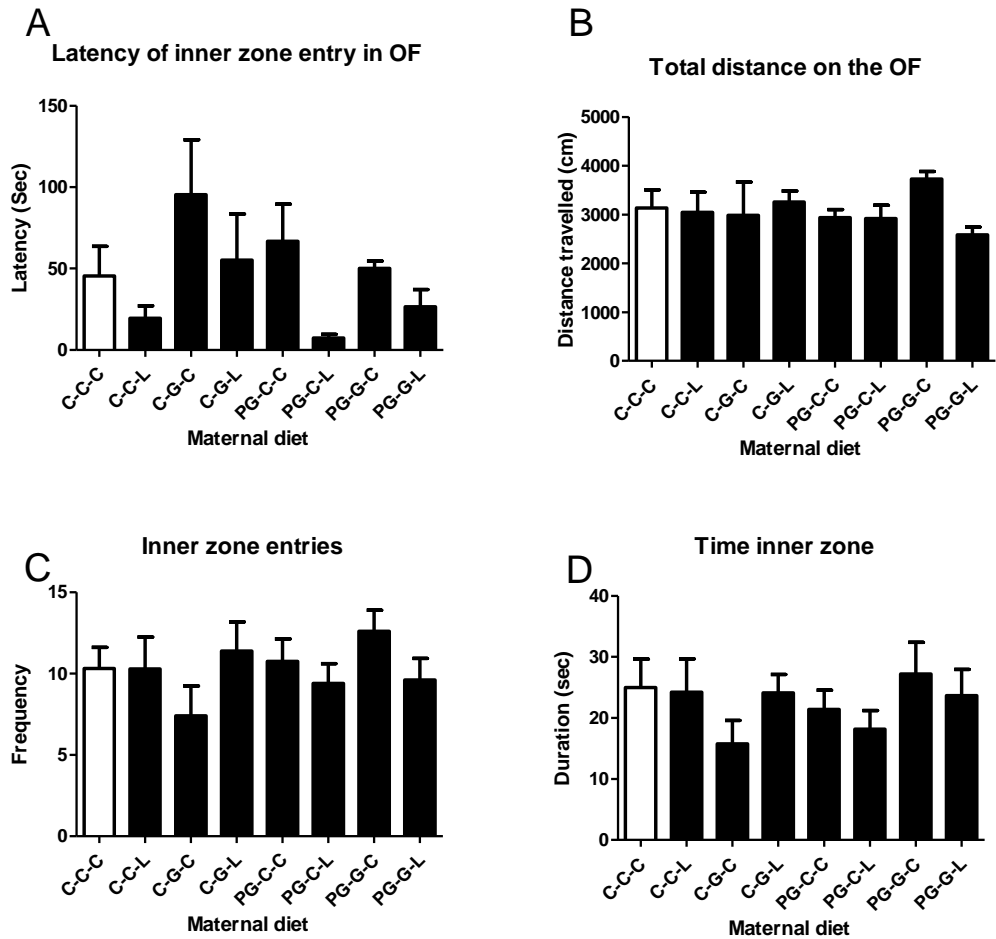 A
Latency of inner zone entry in OF
150
100
50
0
Latency (Sec)
C-C-C
C-C-L
C-G-C
C-G-L
PG-C-C
PG-C-L
PG-G-C
PG-G-L
Maternal diet
B
Total distance on the OF
5000
4000
3000
2000
1000
0
Distance travelled (cm)
C-C-C
C-C-L
C-G-C
C-G-L
PG-C-C
PG-C-L
PG-G-C
PG-G-L
Maternal diet
C
Inner zone entries
15
10
5
0
Frequency
C-C-C
C-C-L
C-G-C
C-G-L
PG-C-C
PG-C-L
PG-G-C
PG-G-L
Maternal diet
D
Time inner zone
40
30
20
10
0
Duration (sec)
C-C-C
C-C-L
C-G-C
C-G-L
PG-C-C
PG-C-L
PG-G-C
PG-G-L
Maternal diet